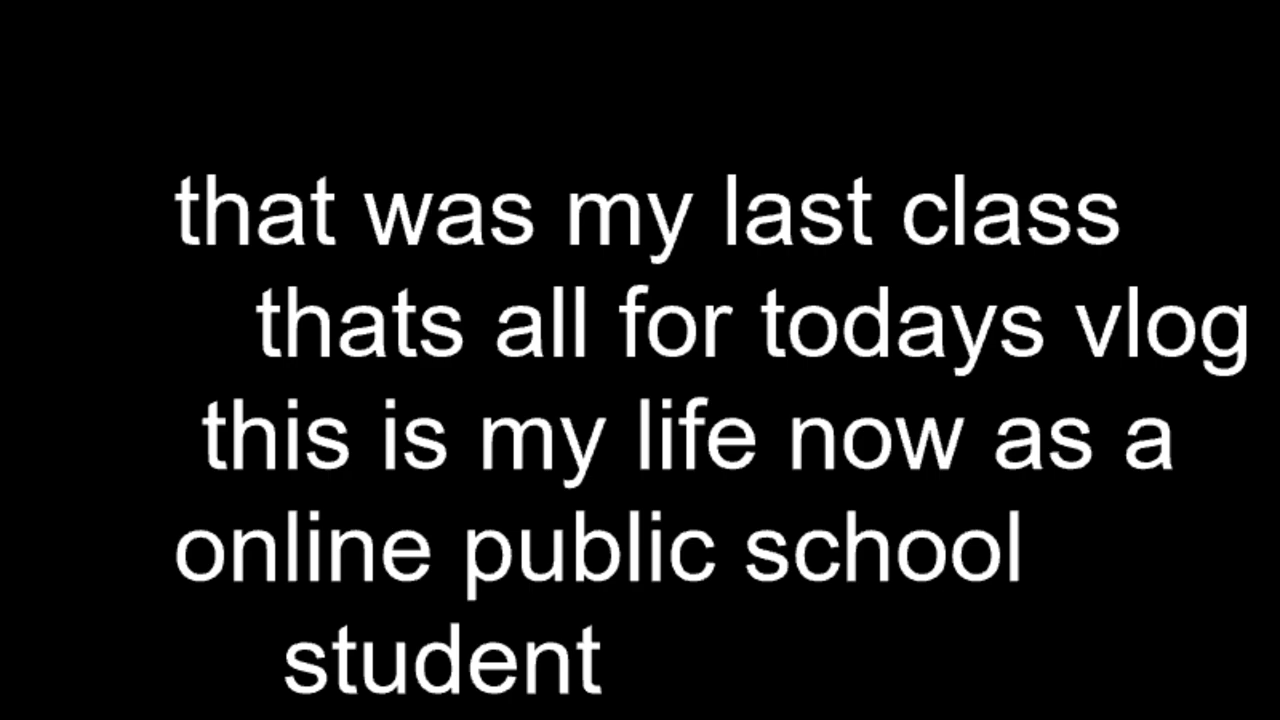 that was my last class
thats all for todays vlog
this is my life now as a
online public school
student